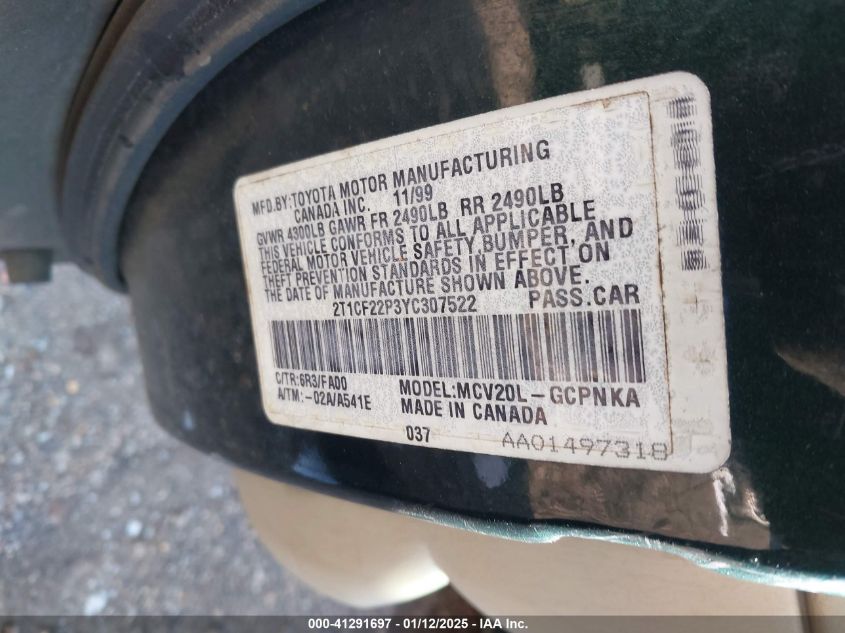 MFD.BY:TOYOTA MOTOR MANUFACTURING
CANADA INC. 11/99
GVWR 4300LB GAWR FR 2490LB RR 2490LB
THIS VEHICLE CONFORMS TO ALL APPLICABLE
FEDERAL MOTOR VEHICLE SAFETY BUMPER, AND
THEFT PREVENTION STANDARDS IN EFFECT ON
THE DATE OF MANUFACTURE SHOWN ABOVE.
2T1CF22P3YC307522 PASS.CAR
C/TR:6R3/FA00 MODEL:MCV20L-GCPNKA
A/TM:-02A/A541E MADE IN CANADA
037 AA01497318
000-41291697 - 01/12/2025 - IAA Inc.